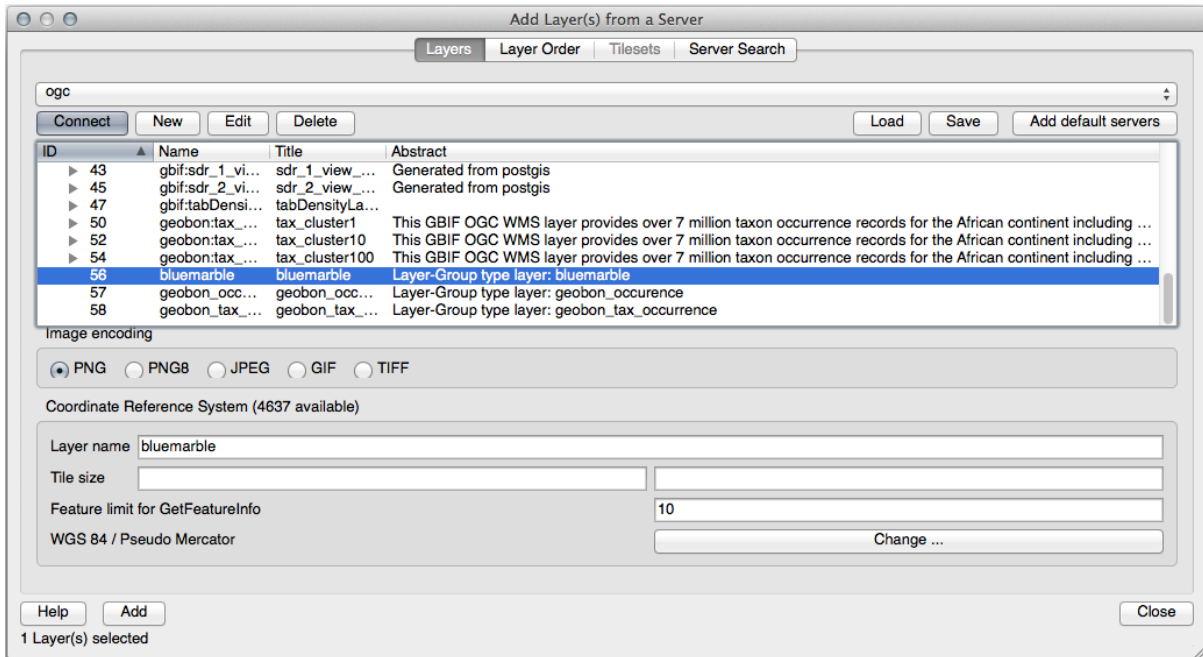 Add Layer(s) from a Server
Layers Layer Order Tilesets Server Search
ogc
Connect New Edit Delete Load Save Add default servers
ID Name Title Abstract
43 gbif:sdr_1_vi... sdr_1_view_... Generated from postgis
45 gbif:sdr_2_vi... sdr_2_view_... Generated from postgis
47 gbif:tabDensi... tabDensityLa...
50 geobon:tax_... tax_cluster1 This GBIF OGC WMS layer provides over 7 million taxon occurrence records for the African continent including ...
52 geobon:tax_... tax_cluster10 This GBIF OGC WMS layer provides over 7 million taxon occurrence records for the African continent including ...
54 geobon:tax_... tax_cluster100 This GBIF OGC WMS layer provides over 7 million taxon occurrence records for the African continent including ...
56 bluemarble bluemarble Layer-Group type layer: bluemarble
57 geobon_occ... geobon_occ... Layer-Group type layer: geobon_occurence
58 geobon_tax_... geobon_tax_... Layer-Group type layer: geobon_tax_occurrence
Image encoding
PNG PNG8 JPEG GIF TIFF
Coordinate Reference System (4637 available)
Layer name bluemarble
Tile size
Feature limit for GetFeatureInfo 10
WGS 84 / Pseudo Mercator Change ...
Help Add Close
1 Layer(s) selected